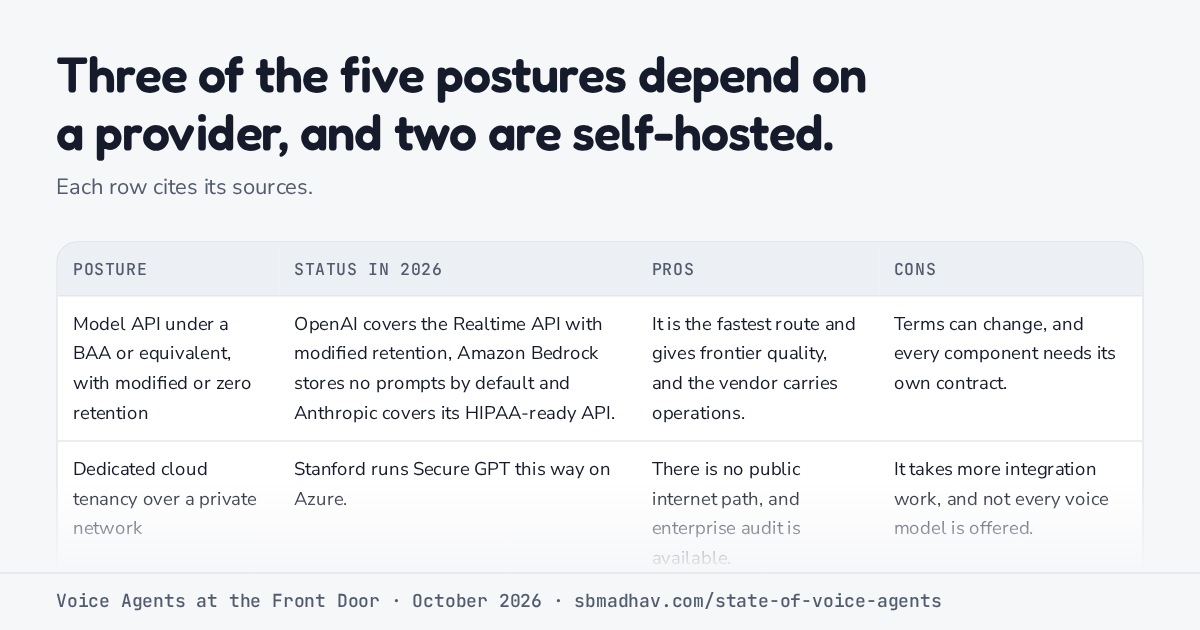 Three of the five postures depend on
a provider, and two are self-hosted.
Each row cites its sources.
POSTURE
STATUS IN 2026
PROS
CONS
Model API under a
BAA or equivalent,
with modified or zero
retention
OpenAI covers the Realtime API with
modified retention, Amazon Bedrock
stores no prompts by default and
Anthropic covers its HIPAA-ready API.
It is the fastest route and
gives frontier quality,
and the vendor carries
operations.
Terms can change, and
every component needs its
own contract.
Dedicated cloud
tenancy over a private
network
Stanford runs Secure GPT this way on
Azure.
There is no public
internet path, and
enterprise audit is
available.
It takes more integration
work, and not every voice
model is offered.
Voice Agents at the Front Door · October 2026 · sbmadhav.com/state-of-voice-agents